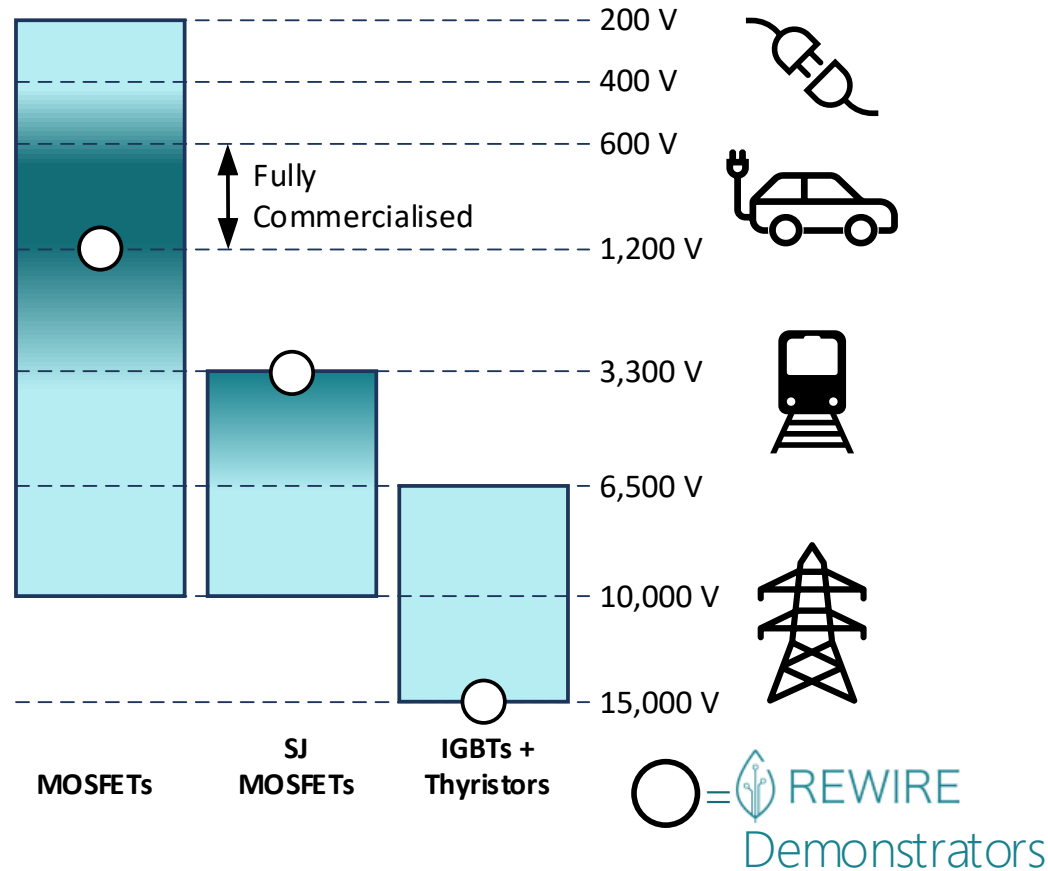 200 V
400 V
600 V
Fully
Commercialised
1,200 V
3,300 V
6,500 V
10,000 V
15,000 V
MOSFETs
SJ
MOSFETs
IGBTs +
Thyristors
= REWIRE
Demonstrators